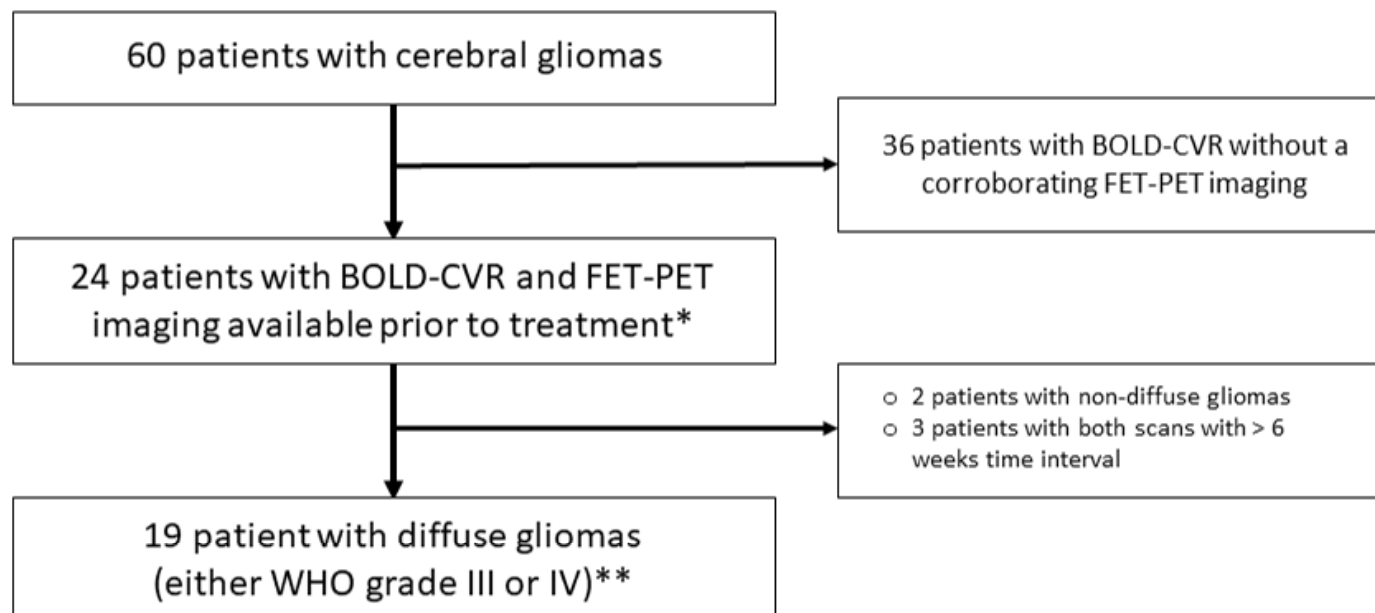 60 patients with cerebral gliomas
36 patients with BOLD-CVR without a
corroborating FET-PET imaging
24 patients with BOLD-CVR and FET-PET
imaging available prior to treatment*
○ 2 patients with non-diffuse gliomas
○ 3 patients with both scans with > 6
weeks time interval
19 patient with diffuse gliomas
(either WHO grade III or IV)**